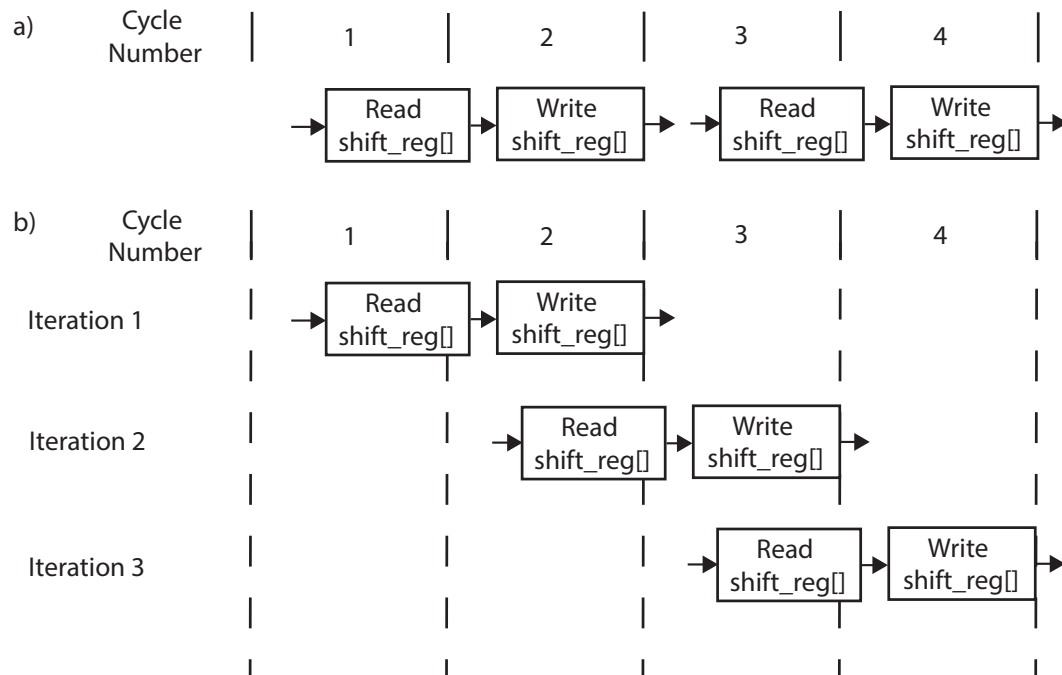 a)
Cycle
Number
1
2
3
4
Read
shift_reg[]
Write
shift_reg[]
Read
shift_reg[]
Write
shift_reg[]
b)
Cycle
Number
1
2
3
4
Iteration 1
Read
shift_reg[]
Write
shift_reg[]
Iteration 2
Read
shift_reg[]
Write
shift_reg[]
Iteration 3
Read
shift_reg[]
Write
shift_reg[]